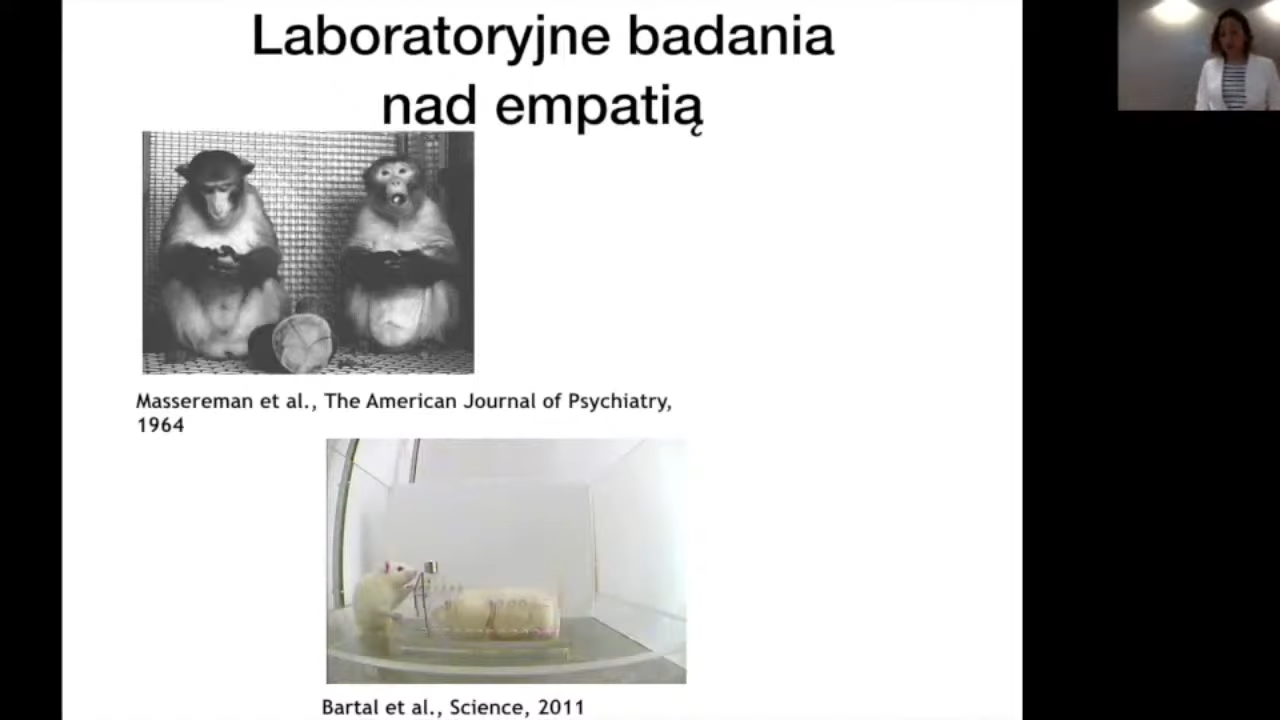 Laboratoryjne badania
nad empatią
Massereman et al., The American Journal of Psychiatry,
1964
Bartal et al., Science, 2011